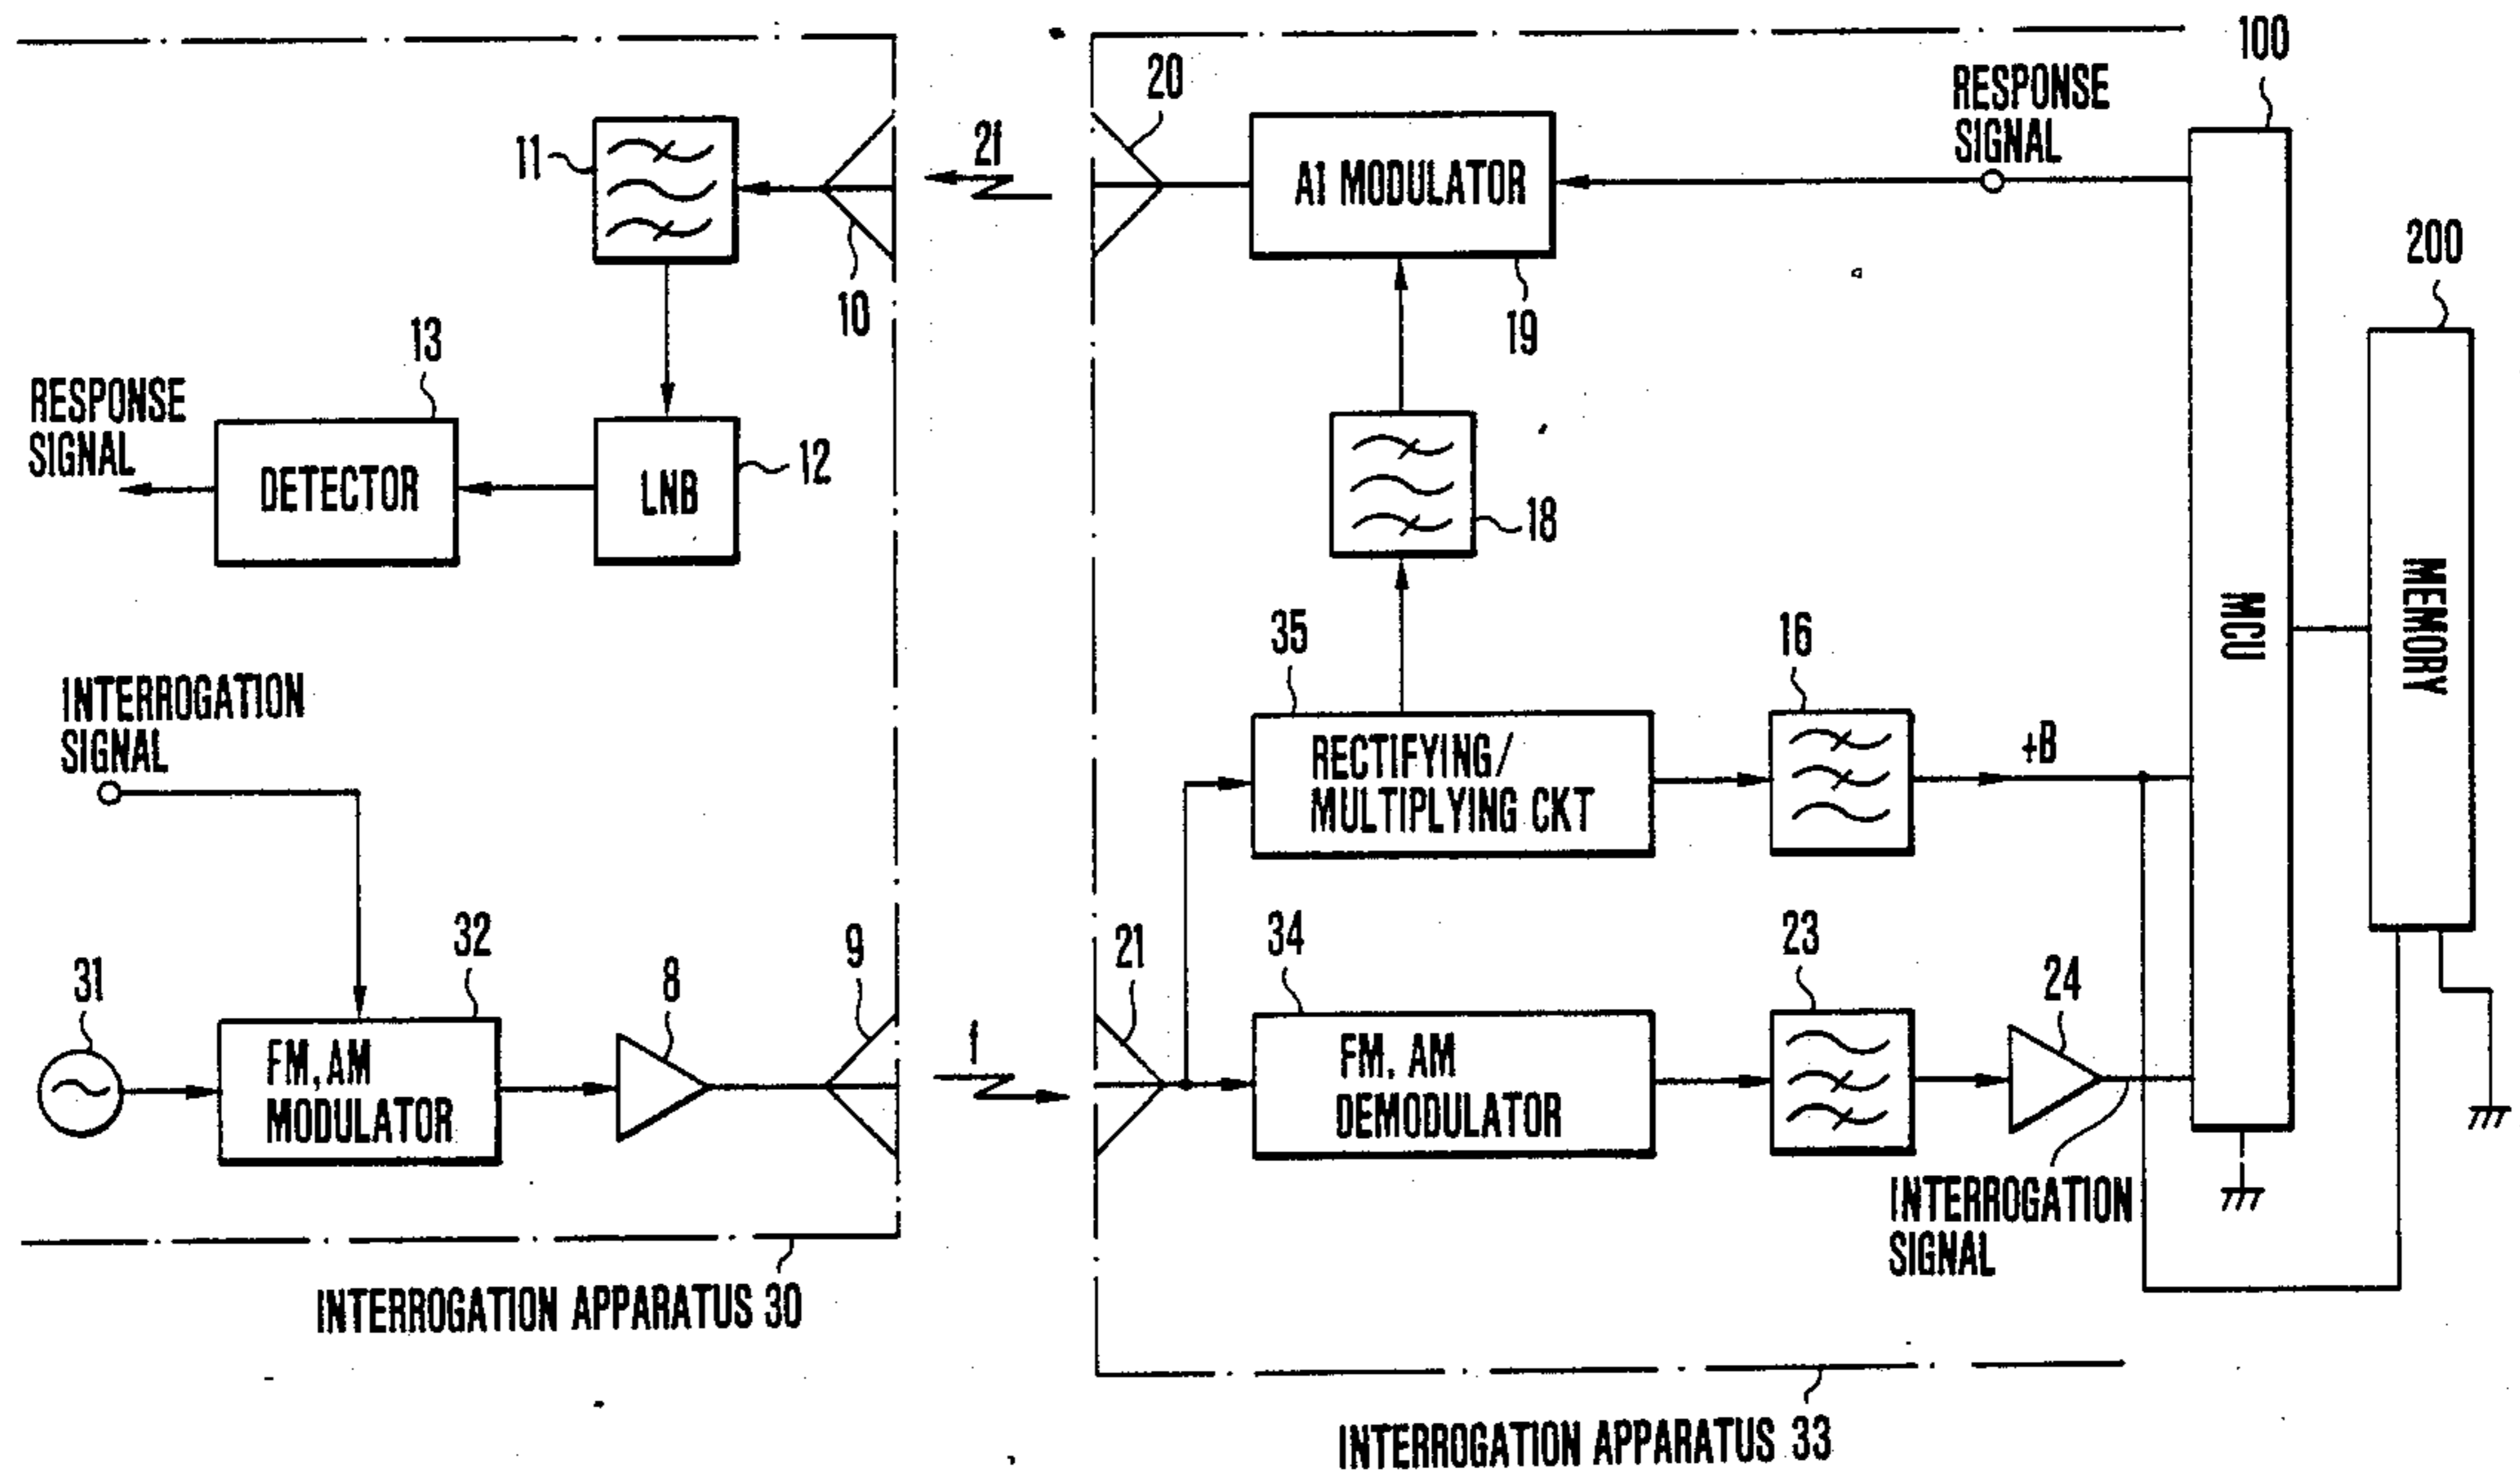 100
20
RESPONSE
SIGNAL
11
2f
A1 MODULATOR
200
10
19
13
RESPONSE
SIGNAL
DETECTOR
LNB
12
18
MCU
MEMORY
35
16
INTERROGATION
SIGNAL
RECTIFYING/
MULTIPLYING CKT
+B
32
9
21
34
23
31
8
24
f
FM, AM
MODULATOR
FM. AM
DEMODULATOR
INTERROGATION
SIGNAL
INTERROGATION APPARATUS 30
INTERROGATION APPARATUS 33